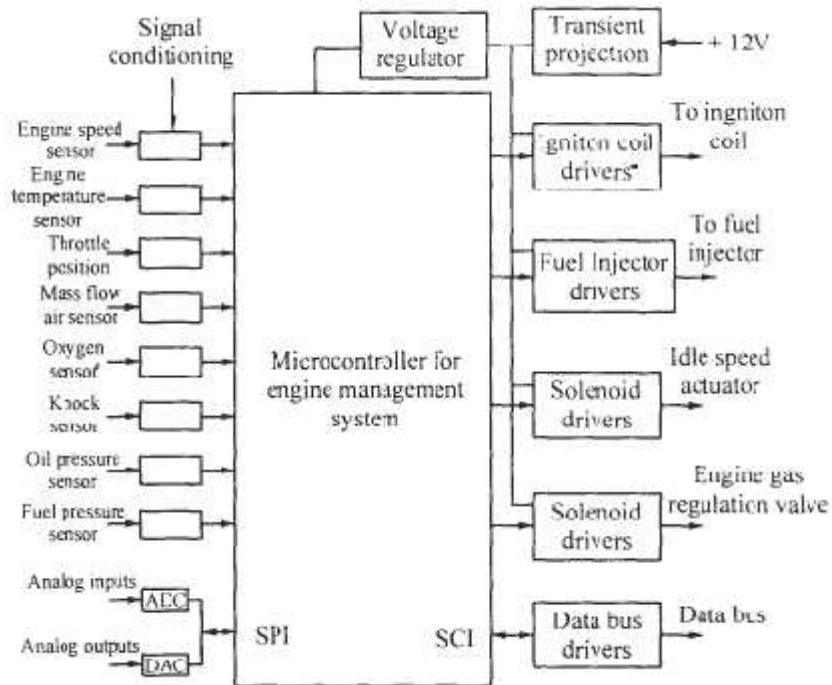 Signal
conditioning
Voltage
regulator
Transient
projection
+ 12V
Engine speed
sensor
Engine
temperature
sensor
Throttle
position
Mass flow
air sensor
Oxygen
sensor
Knock
sensor
Oil pressure
sensor
Fuel pressure
sensor
Analog inputs
ADC
Analog outputs
DAC
SPI
Microcontroller for
engine management
system
SCI
Igniton coil
drivers
To ingniton
coil
Fuel Injector
drivers
To fuel
injector
Solenoid
drivers
Idle speed
actuator
Solenoid
drivers
Engine gas
regulation valve
Data bus
drivers
Data bus